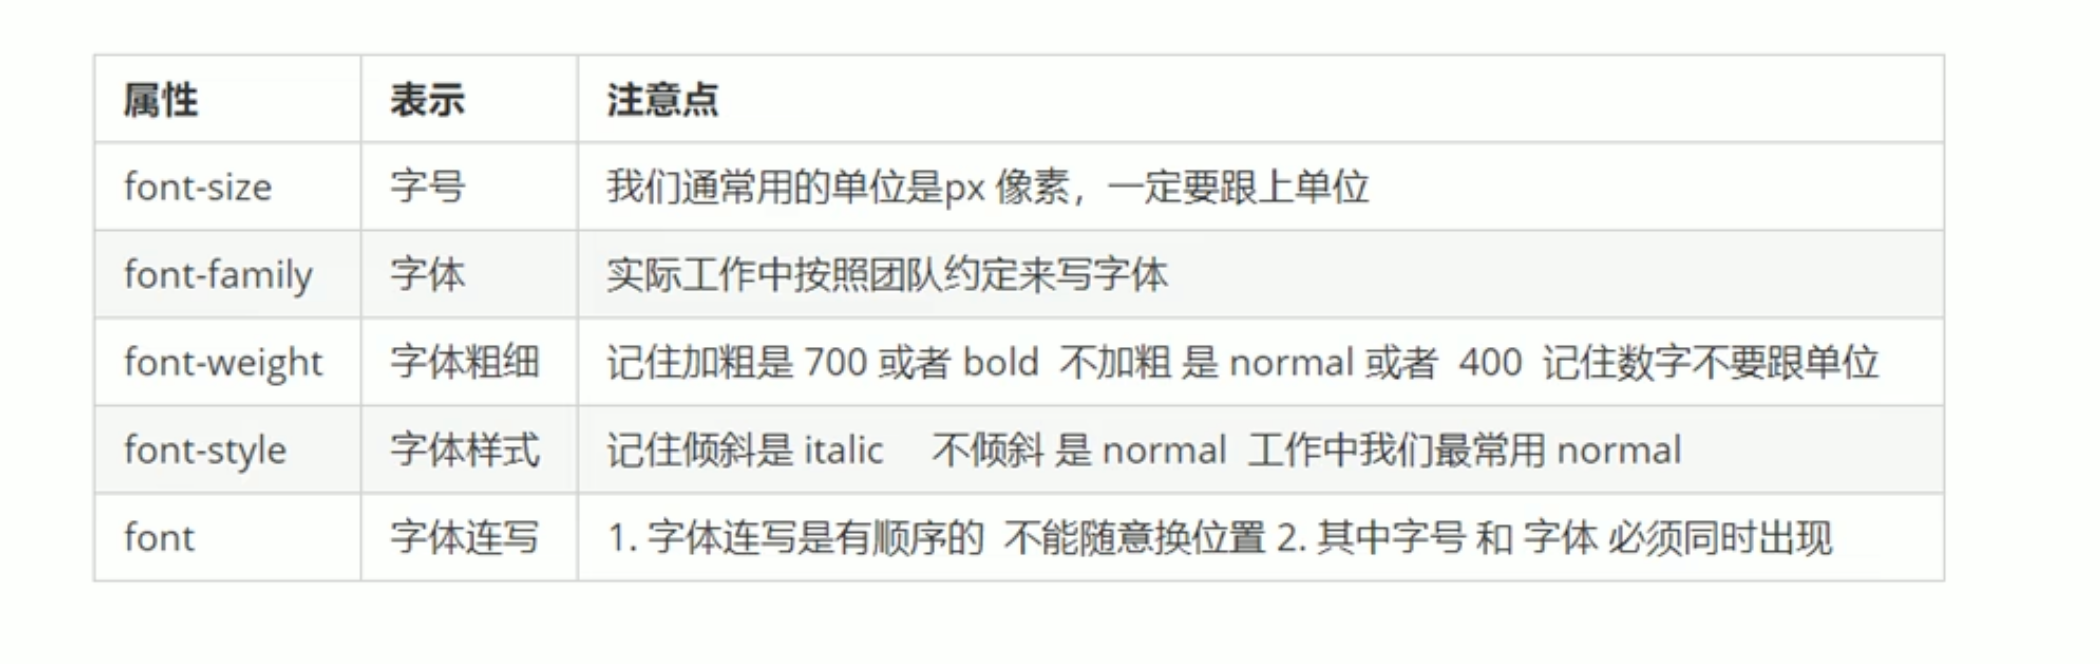 属性 表示 注意点
font-size 字号 我们通常用的单位是px 像素，一定要跟上单位
font-family 字体 实际工作中按照团队约定来写字体
font-weight 字体粗细 记住加粗是 700 或者 bold 不加粗 是 normal 或者 400 记住数字不要跟单位
font-style 字体样式 记住倾斜是 italic 不倾斜 是 normal 工作中我们最常用 normal
font 字体连写 1. 字体连写是有顺序的 不能随意换位置 2. 其中字号 和 字体 必须同时出现